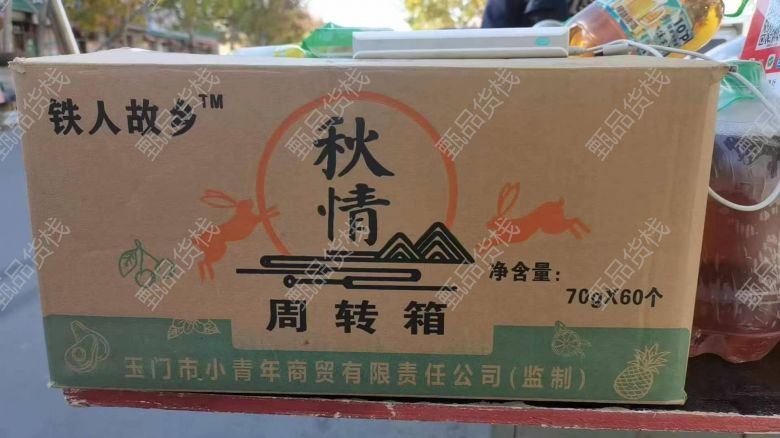 铁人故乡™
秋情
周转箱
净含量:
70gX60个
玉门市小青年商贸有限责任公司(监制)
甄品货栈